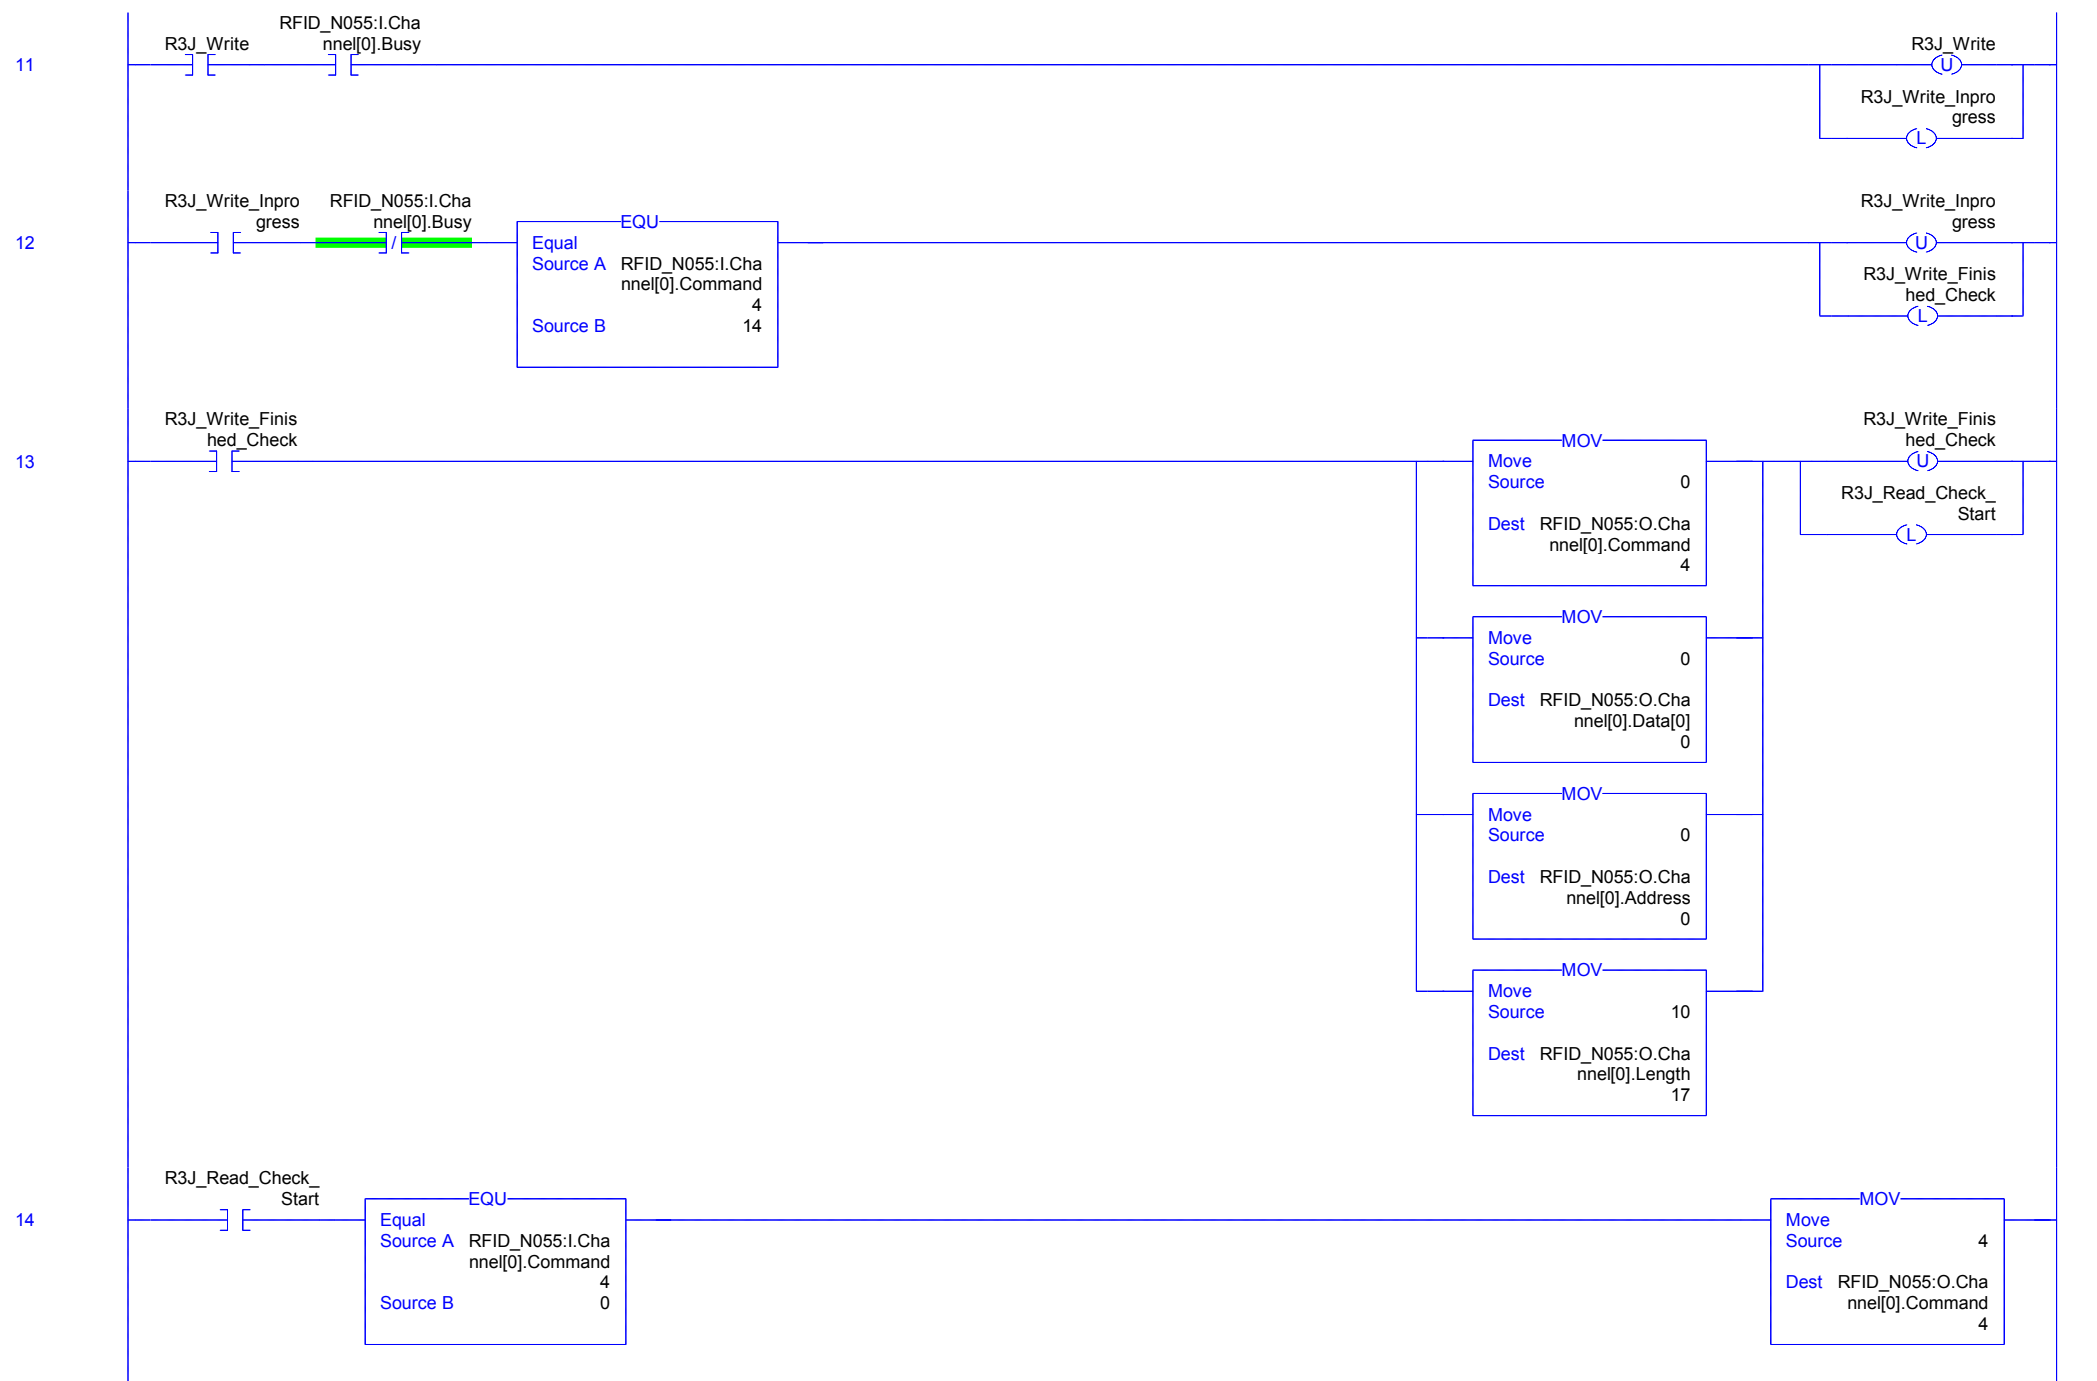 RFID_N055:I.Cha
R3J_Write nnel[0].Busy R3J_Write
11 U
R3J_Write_Inpro
gress
L
R3J_Write_Inpro RFID_N055:I.Cha R3J_Write_Inpro
gress nnel[0].Busy EQU gress
12 / Equal U
Source A RFID_N055:I.Cha R3J_Write_Finis
nnel[0].Command hed_Check
4 L
Source B 14
R3J_Write_Finis R3J_Write_Finis
hed_Check MOV hed_Check
13 Move U
Source 0
R3J_Read_Check_
Start
Dest RFID_N055:O.Cha
nnel[0].Command L
4
MOV
Move
Source 0
Dest RFID_N055:O.Cha
nnel[0].Data[0]
0
MOV
Move
Source 0
Dest RFID_N055:O.Cha
nnel[0].Address
0
MOV
Move
Source 10
Dest RFID_N055:O.Cha
nnel[0].Length
17
R3J_Read_Check_
Start EQU MOV
14 Equal Move
Source A RFID_N055:I.Cha Source 4
nnel[0].Command
4 Dest RFID_N055:O.Cha
Source B 0 nnel[0].Command
4